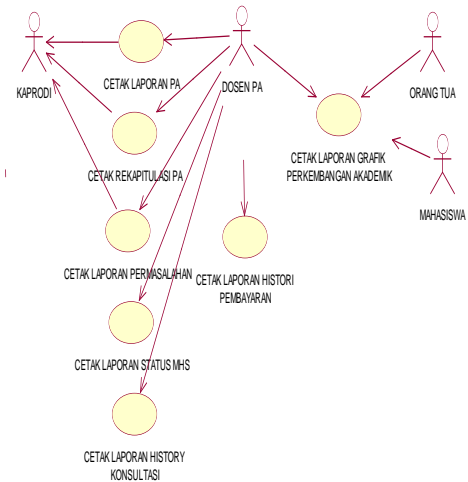 CETAK LAPORAN PA
KAPRODI
DOSEN PA
ORANG TUA
CETAK LAPORAN GRAFIK
PERKEMBANGAN AKADEMIK
CETAK REKAPITULASI PA
MAHASISWA
CETAK LAPORAN PERMASALAHAN
CETAK LAPORAN HISTORI
PEMBAYARAN
CETAK LAPORAN STATUS MHS
CETAK LAPORAN HISTORY
KONSULTASI